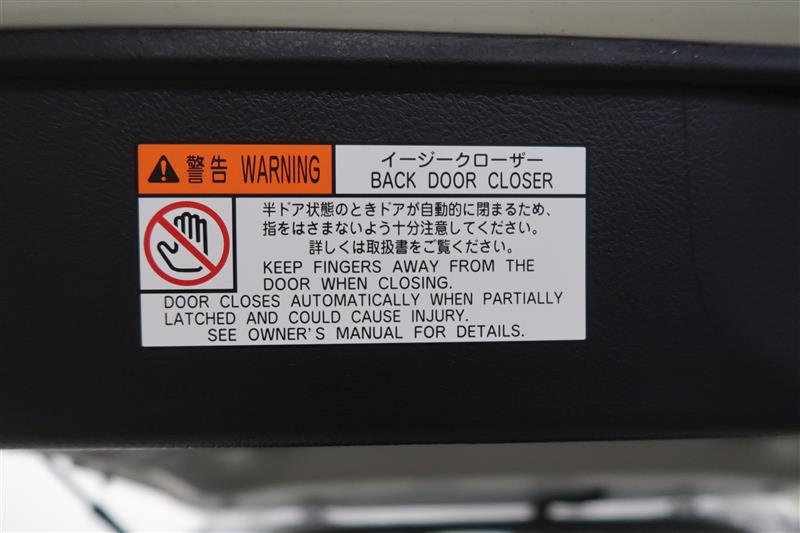 警告 WARNING
イージークローザー
BACK DOOR CLOSER
半ドア状態のときドアが自動的に閉まるため、
指をはさまないよう十分注意してください。
詳しくは取扱書をご覧ください。
KEEP FINGERS AWAY FROM THE
DOOR WHEN CLOSING.
DOOR CLOSES AUTOMATICALLY WHEN PARTIALLY
LATCHED AND COULD CAUSE INJURY.
SEE OWNER'S MANUAL FOR DETAILS.